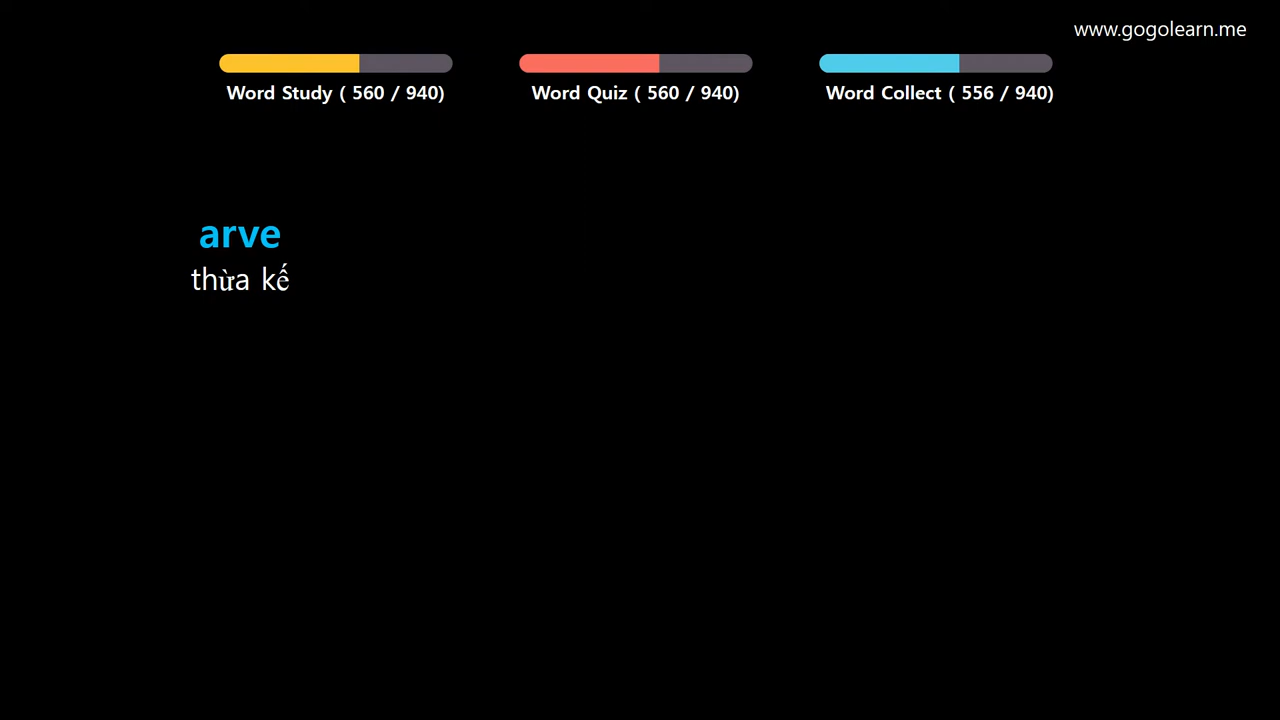 www.gogolearn.me
Word Study ( 560 / 940)
Word Quiz ( 560 / 940)
Word Collect ( 556 / 940)
arve
thừa kế